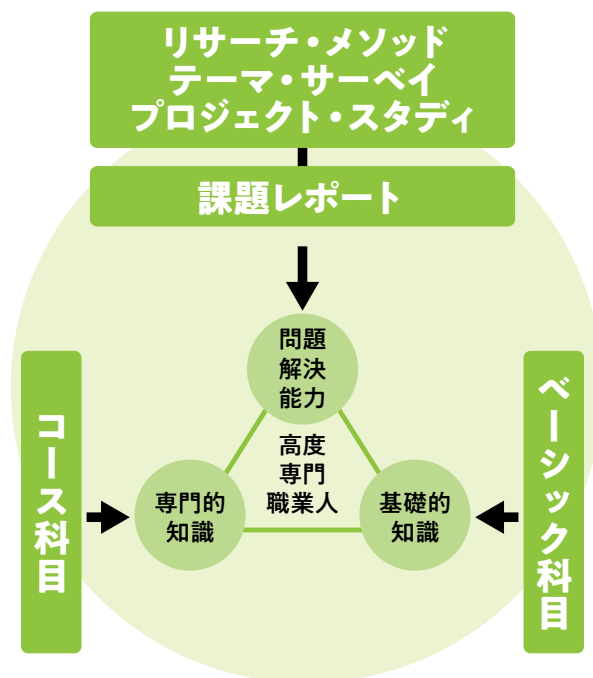 リサーチ・メソッド
テーマ・サーベイ
プロジェクト・スタディ
課題レポート
問題
解決
能力
高度
専門
職業人
専門的
知識
基礎的
知識
コース科目
ベーシック科目